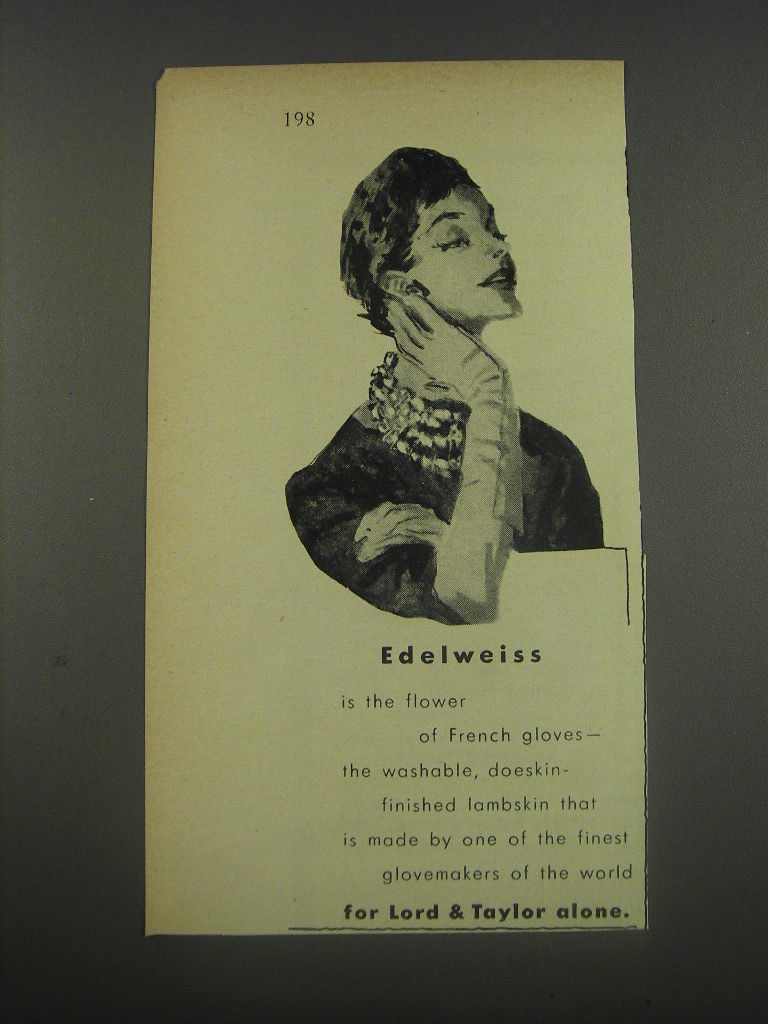 198
Edelweiss
is the flower
of French gloves—
the washable, doeskin-
finished lambskin that
is made by one of the finest
glovemakers of the world
for Lord & Taylor alone.